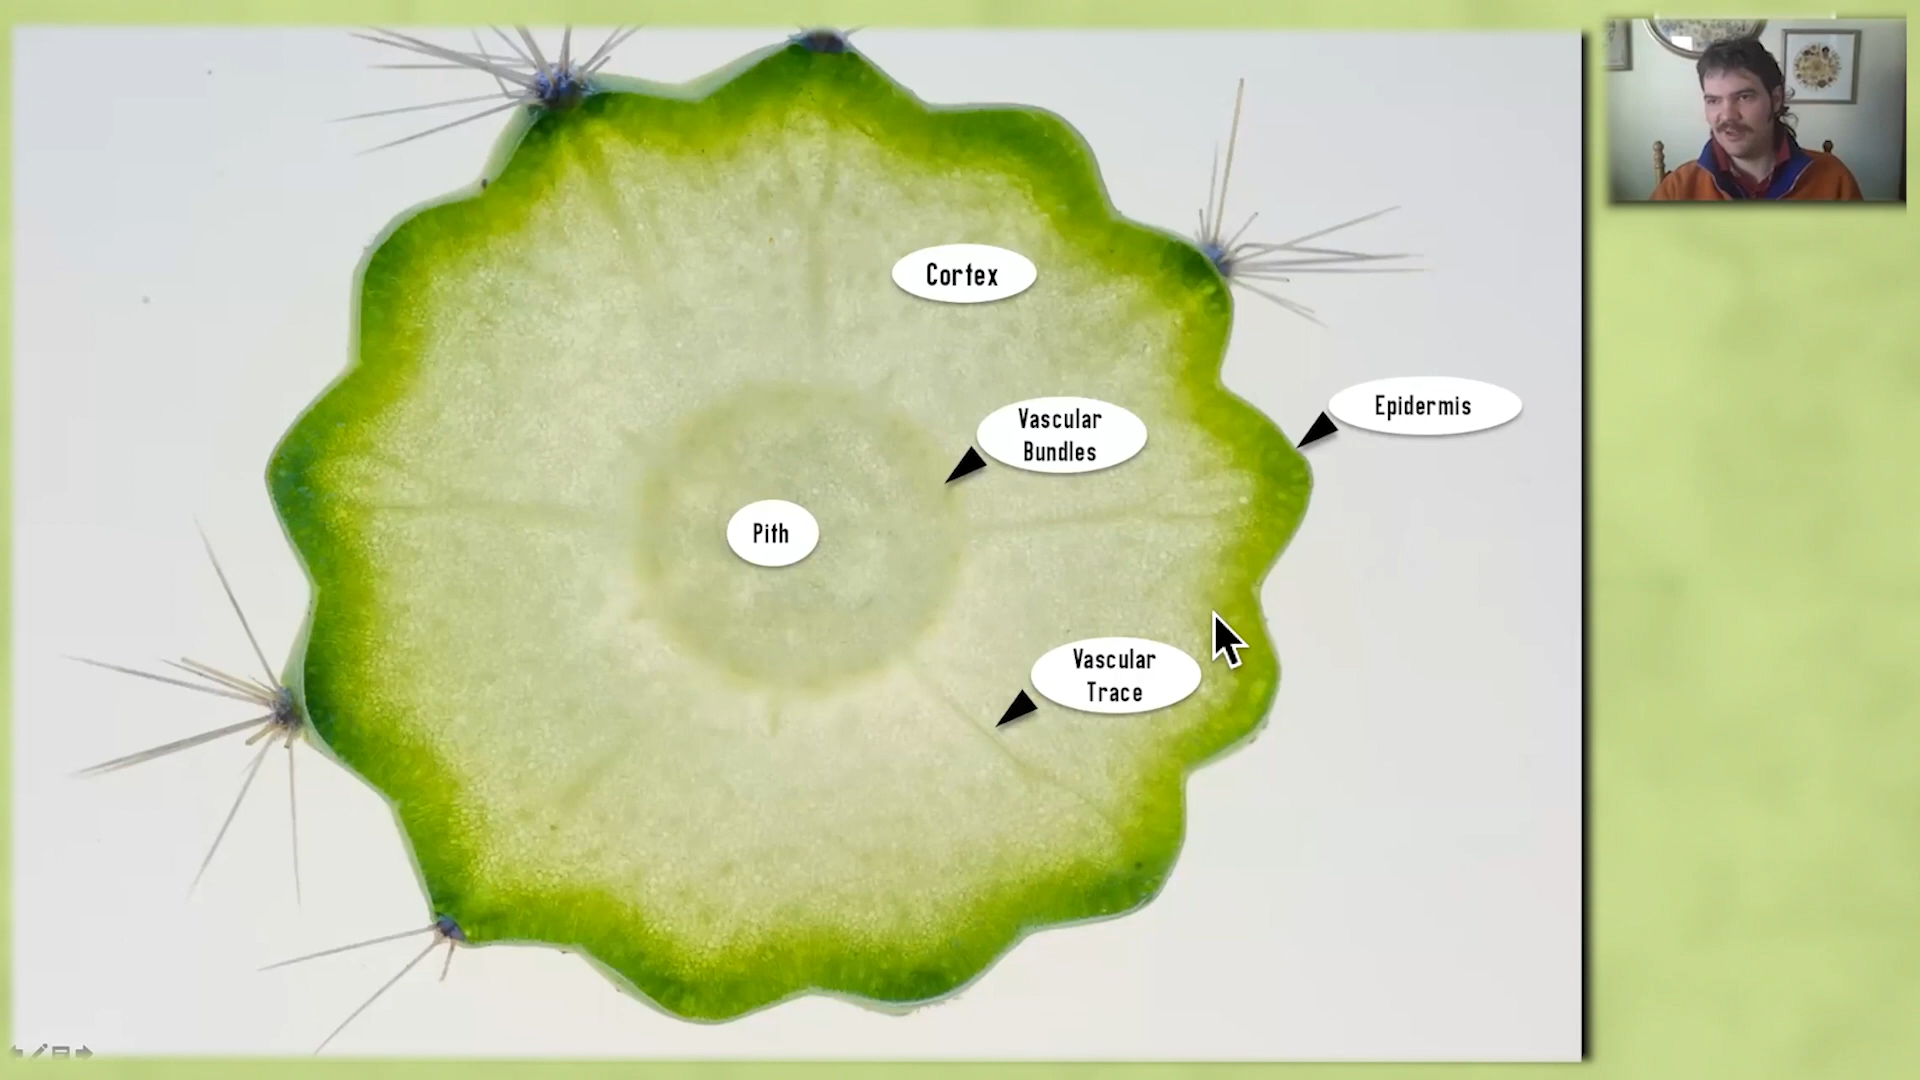 Cortex
Vascular
Bundles
Epidermis
Pith
Vascular
Trace